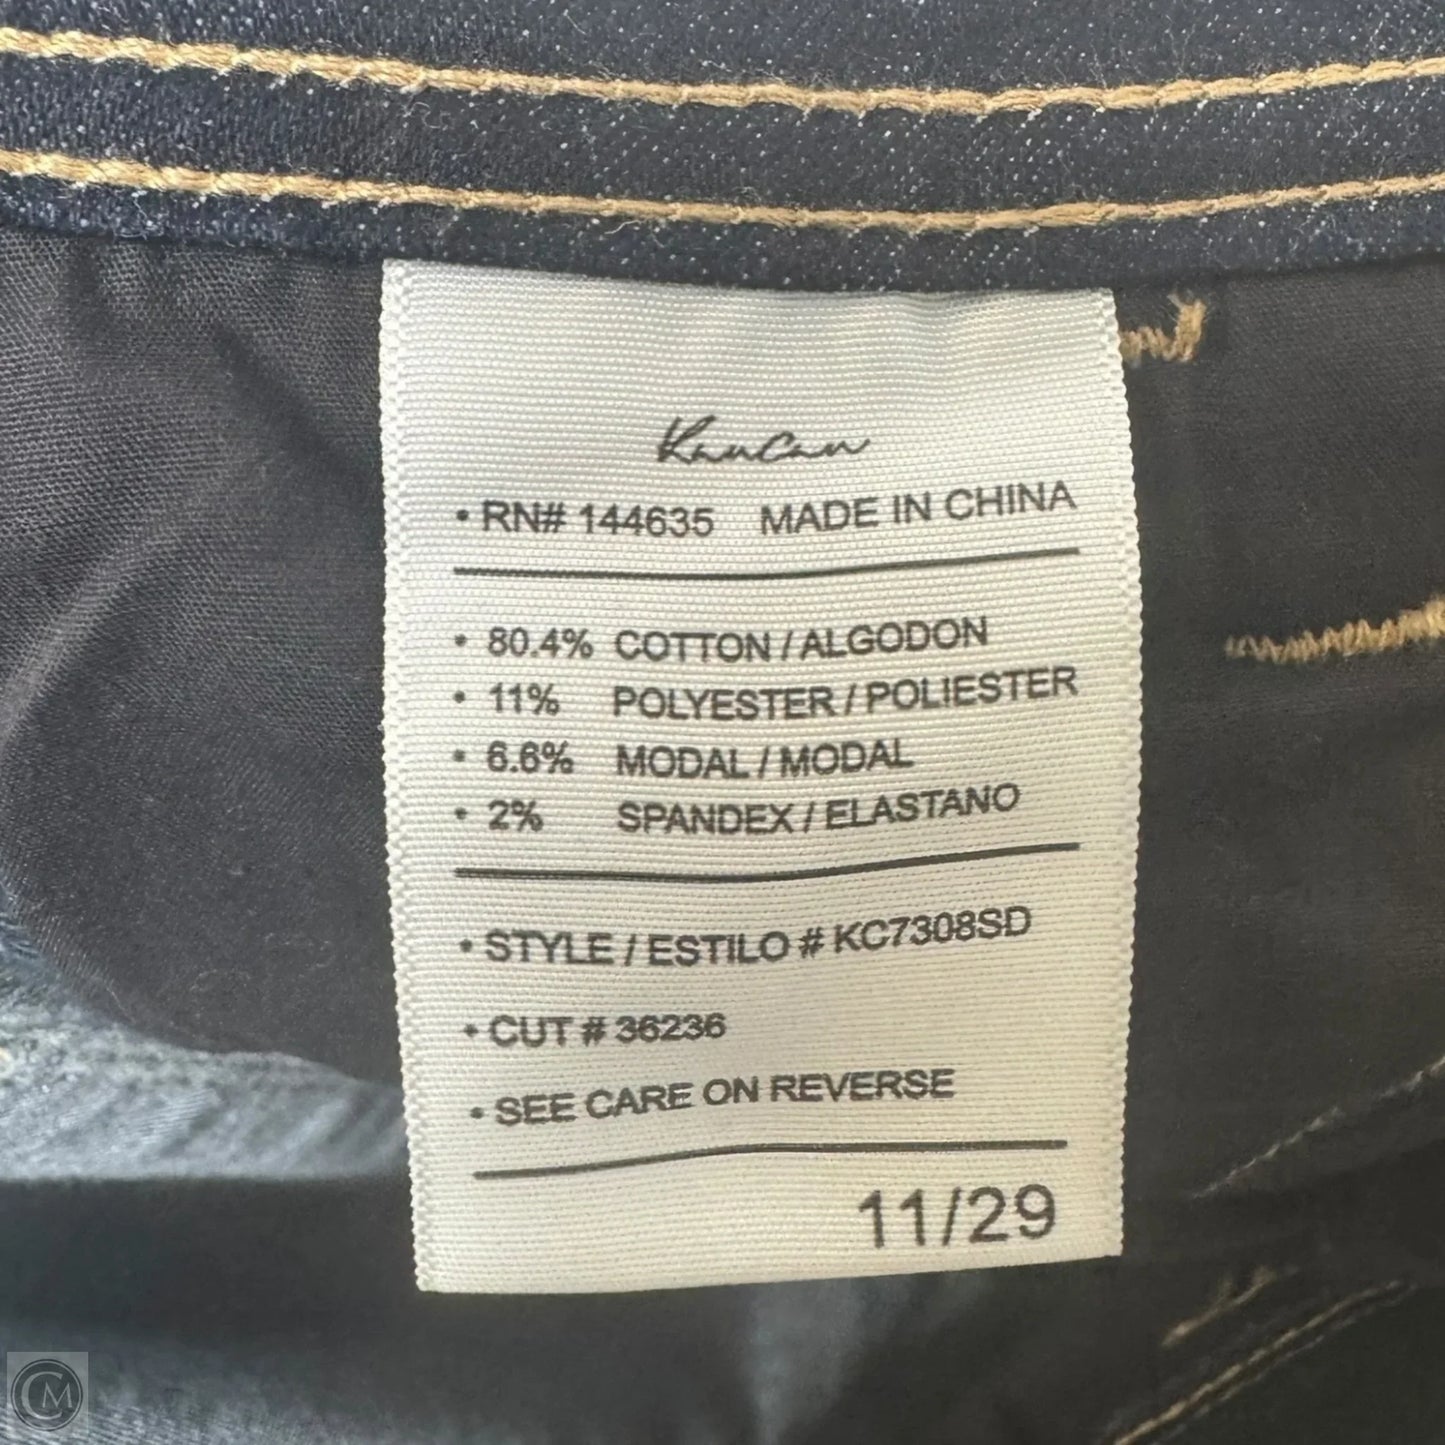 KanCan
• RN# 144635 MADE IN CHINA
• 80.4% COTTON / ALGODON
• 11% POLYESTER / POLIESTER
• 6.6% MODAL / MODAL
• 2% SPANDEX / ELASTANO
• STYLE / ESTILO # KC7308SD
• CUT # 36236
• SEE CARE ON REVERSE
11/29
CM